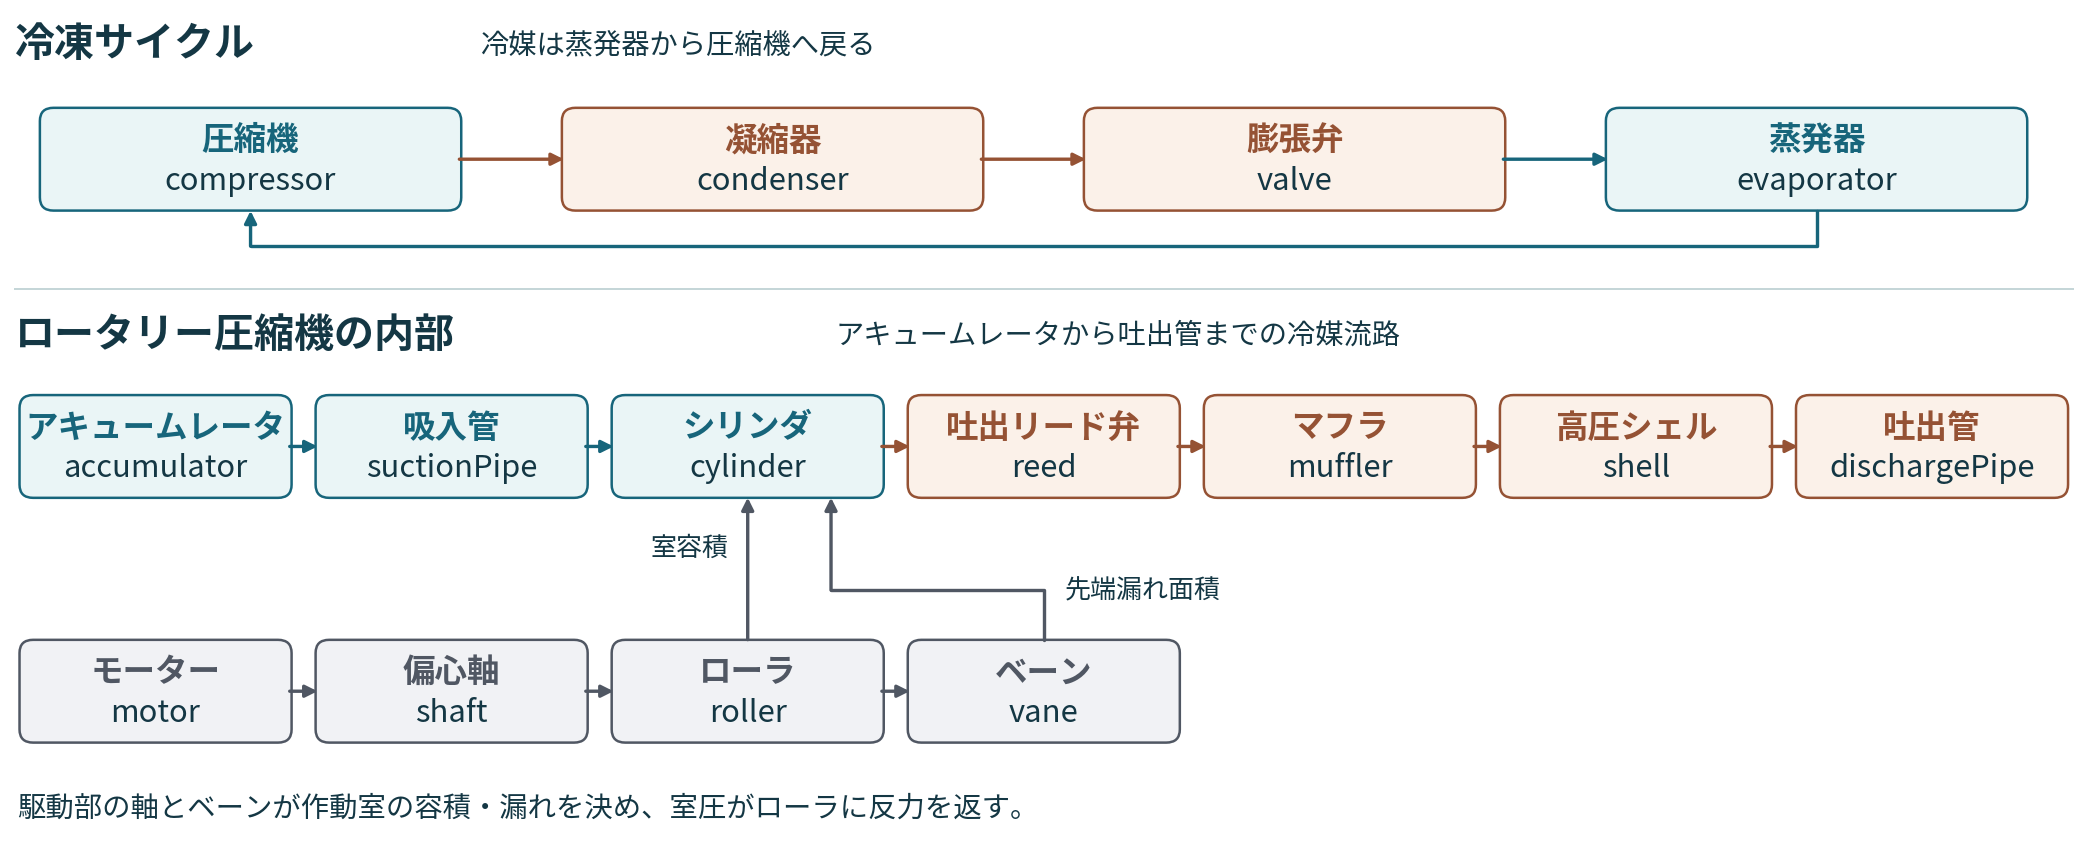 冷凍サイクル
冷媒は蒸発器から圧縮機へ戻る
圧縮機
compressor
凝縮器
condenser
膨張弁
valve
蒸発器
evaporator
ロータリー圧縮機の内部
アキュームレータから吐出管までの冷媒流路
アキュームレータ
accumulator
吸入管
suctionPipe
シリンダ
cylinder
吐出リード弁
reed
マフラ
muffler
高圧シェル
shell
吐出管
dischargePipe
室容積
先端漏れ面積
モーター
motor
偏心軸
shaft
ローラ
roller
ベーン
vane
駆動部の軸とベーンが作動室の容積・漏れを決め、室圧がローラに反力を返す。